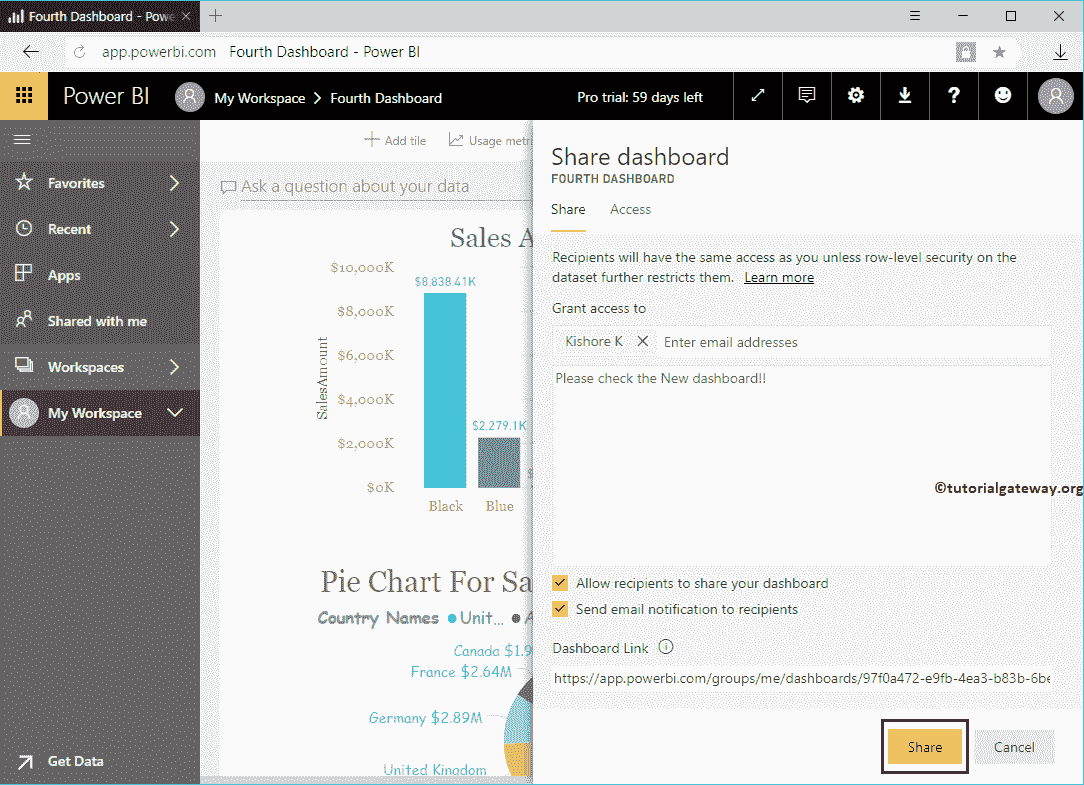 Fourth Dashboard - Powe
app.powerbi.com Fourth Dashboard - Power BI
Power BI
My Workspace
Fourth Dashboard
Pro trial: 59 days left
Favorites
Recent
Apps
Shared with me
Workspaces
My Workspace
Get Data
Add tile
Usage metri
Ask a question about your data
Sales A
SalesAmount
$10,000K
$8,000K
$6,000K
$4,000K
$2,000K
$0K
$8,838.41K
$2,279.1K
Black
Blue
Pie Chart For Sa
Country Names Unit... A
Canada $1.9
France $2.64M
Germany $2.89M
United Kingdom
Share dashboard
FOURTH DASHBOARD
Share Access
Recipients will have the same access as you unless row-level security on the
dataset further restricts them. Learn more
Grant access to
Kishore K Enter email addresses
Please check the New dashboard!!
©tutorialgateway.org
Allow recipients to share your dashboard
Send email notification to recipients
Dashboard Link
https://app.powerbi.com/groups/me/dashboards/97f0a472-e9fb-4ea3-b83b-6be
Share Cancel